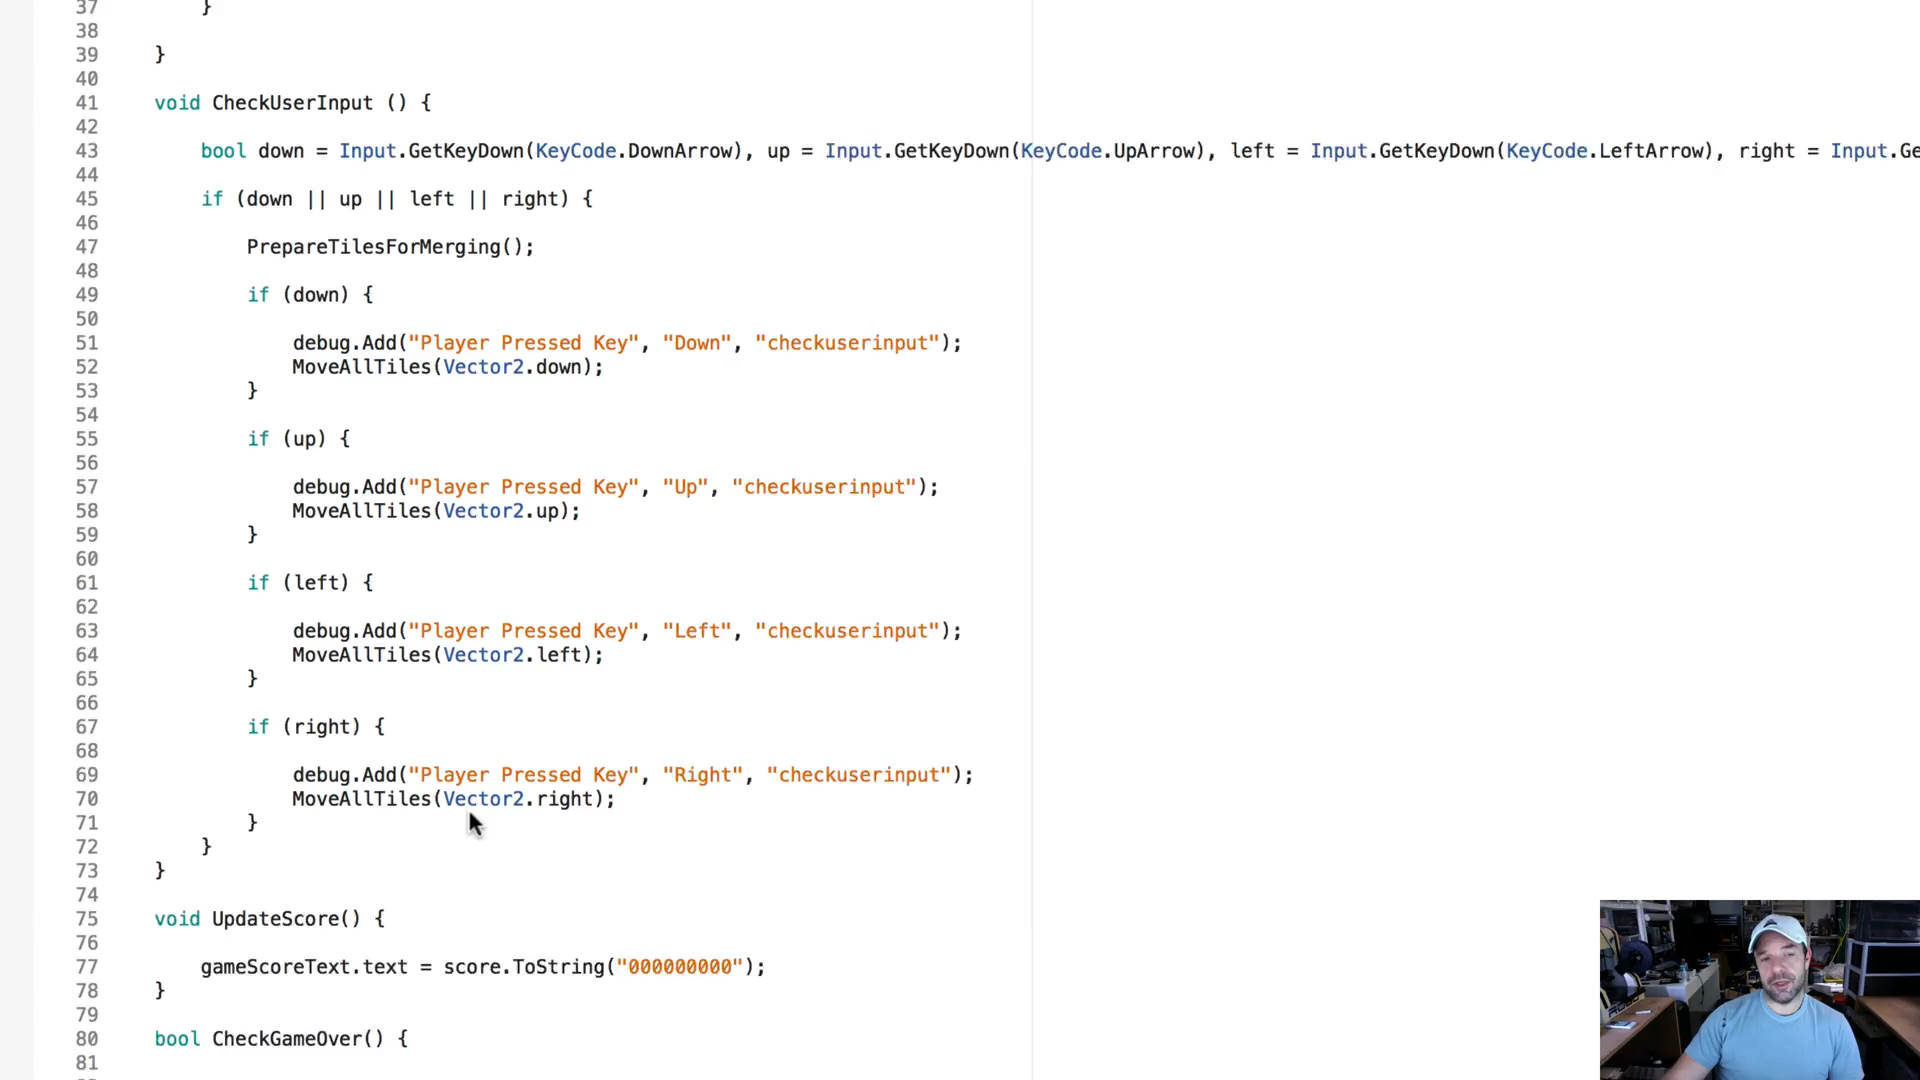 37 }
38
39 }
40
41 void CheckUserInput () {
42
43 bool down = Input.GetKeyDown(KeyCode.DownArrow), up = Input.GetKeyDown(KeyCode.UpArrow), left = Input.GetKeyDown(KeyCode.LeftArrow), right = Input.Ge
44
45 if (down || up || left || right) {
46
47 PrepareTilesForMerging();
48
49 if (down) {
50
51 debug.Add("Player Pressed Key", "Down", "checkuserinput");
52 MoveAllTiles(Vector2.down);
53 }
54
55 if (up) {
56
57 debug.Add("Player Pressed Key", "Up", "checkuserinput");
58 MoveAllTiles(Vector2.up);
59 }
60
61 if (left) {
62
63 debug.Add("Player Pressed Key", "Left", "checkuserinput");
64 MoveAllTiles(Vector2.left);
65 }
66
67 if (right) {
68
69 debug.Add("Player Pressed Key", "Right", "checkuserinput");
70 MoveAllTiles(Vector2.right);
71 }
72 }
73 }
74
75 void UpdateScore() {
76
77 gameScoreText.text = score.ToString("000000000");
78 }
79
80 bool CheckGameOver() {
81